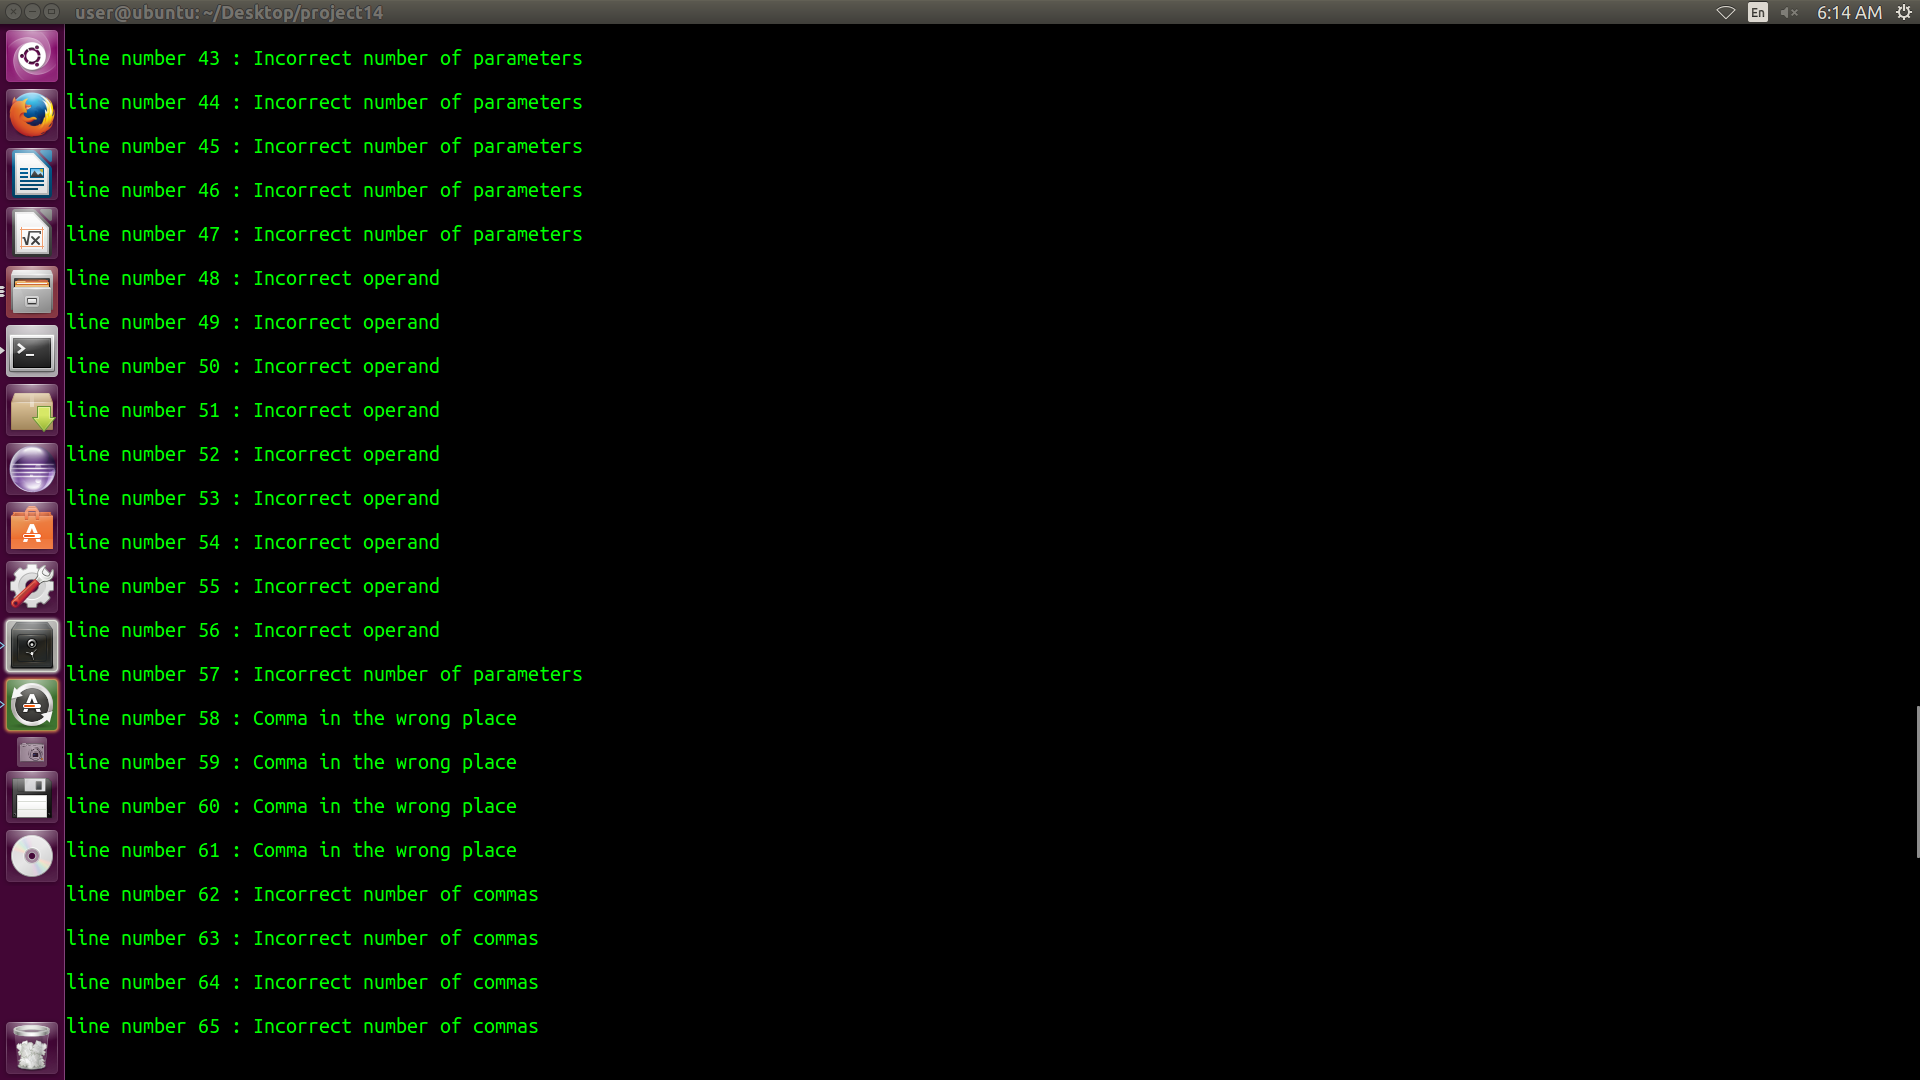 user@ubuntu: ~/Desktop/project14
En
6:14 AM
line number 43 : Incorrect number of parameters
line number 44 : Incorrect number of parameters
line number 45 : Incorrect number of parameters
line number 46 : Incorrect number of parameters
line number 47 : Incorrect number of parameters
line number 48 : Incorrect operand
line number 49 : Incorrect operand
line number 50 : Incorrect operand
line number 51 : Incorrect operand
line number 52 : Incorrect operand
line number 53 : Incorrect operand
line number 54 : Incorrect operand
line number 55 : Incorrect operand
line number 56 : Incorrect operand
line number 57 : Incorrect number of parameters
line number 58 : Comma in the wrong place
line number 59 : Comma in the wrong place
line number 60 : Comma in the wrong place
line number 61 : Comma in the wrong place
line number 62 : Incorrect number of commas
line number 63 : Incorrect number of commas
line number 64 : Incorrect number of commas
line number 65 : Incorrect number of commas